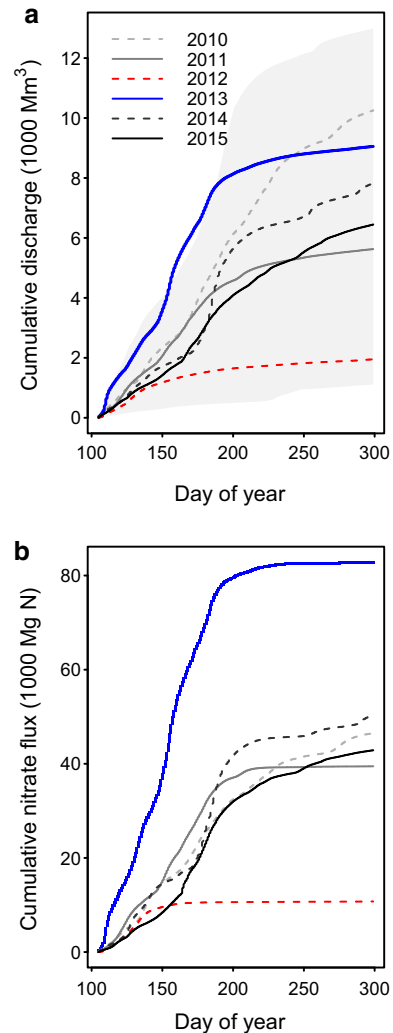 a
2010
2011
2012
2013
2014
2015
Cumulative discharge (1000 Mm³)
12
10
8
6
4
2
0
100 150 200 250 300
Day of year
b
Cumulative nitrate flux (1000 Mg N)
80
60
40
20
0
100 150 200 250 300
Day of year